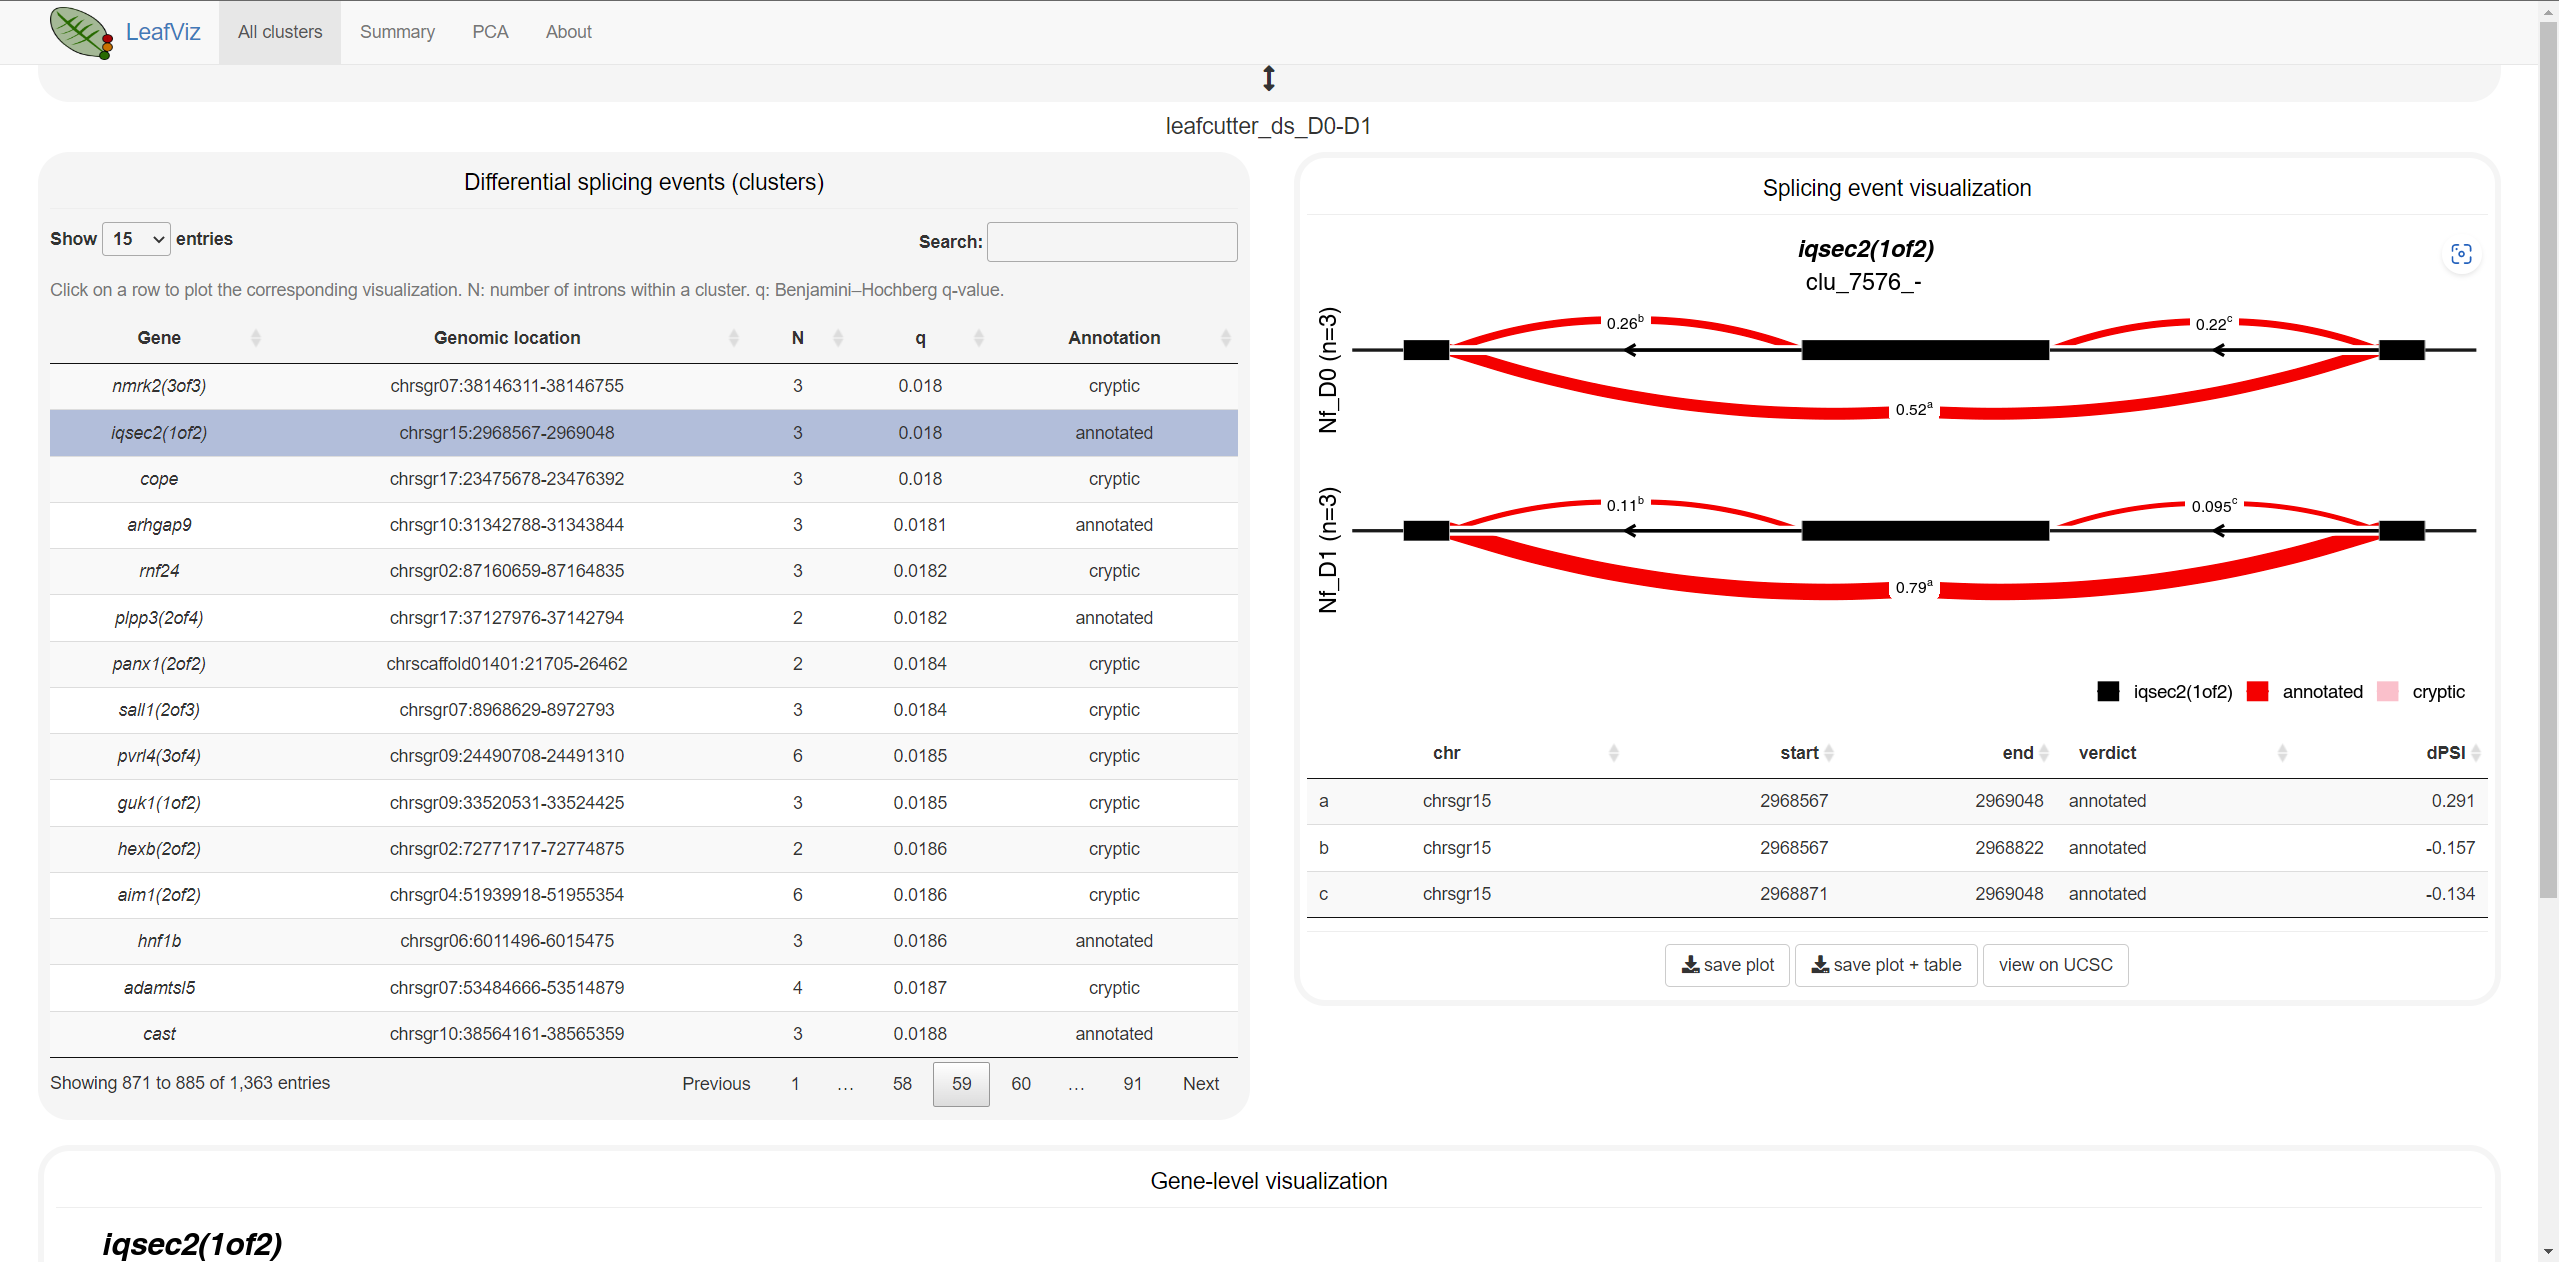 LeafViz All clusters Summary PCA About
leafcutter_ds_D0-D1
Differential splicing events (clusters)
Show 15 entries Search:
Click on a row to plot the corresponding visualization. N: number of introns within a cluster. q: Benjamini–Hochberg q-value.
Gene Genomic location N q Annotation
nmrk2(3of3) chrsgr07:38146311-38146755 3 0.018 cryptic
iqsec2(1of2) chrsgr15:2968567-2969048 3 0.018 annotated
cope chrsgr17:23475678-23476392 3 0.018 cryptic
arhgap9 chrsgr10:31342788-31343844 3 0.0181 annotated
rnf24 chrsgr02:87160659-87164835 3 0.0182 cryptic
plpp3(2of4) chrsgr17:37127976-37142794 2 0.0182 annotated
panx1(2of2) chrscaffold01401:21705-26462 2 0.0184 cryptic
sall1(2of3) chrsgr07:8968629-8972793 3 0.0184 cryptic
pvrl4(3of4) chrsgr09:24490708-24491310 6 0.0185 cryptic
guk1(1of2) chrsgr09:33520531-33524425 3 0.0185 cryptic
hexb(2of2) chrsgr02:72771717-72774875 2 0.0186 cryptic
aim1(2of2) chrsgr04:51939918-51955354 6 0.0186 cryptic
hnf1b chrsgr06:6011496-6015475 3 0.0186 annotated
adamtsl5 chrsgr07:53484666-53514879 4 0.0187 cryptic
cast chrsgr10:38564161-38565359 3 0.0188 annotated
Showing 871 to 885 of 1,363 entries Previous 1 … 58 59 60 … 91 Next
Splicing event visualization
iqsec2(1of2)
clu_7576_-
Nf_D0 (n=3)
0.26b 0.22c
0.52a
Nf_D1 (n=3)
0.11b 0.095c
0.79a
iqsec2(1of2) annotated cryptic
chr start end verdict dPSI
a chrsgr15 2968567 2969048 annotated 0.291
b chrsgr15 2968567 2968822 annotated -0.157
c chrsgr15 2968871 2969048 annotated -0.134
save plot save plot + table view on UCSC
Gene-level visualization
iqsec2(1of2)